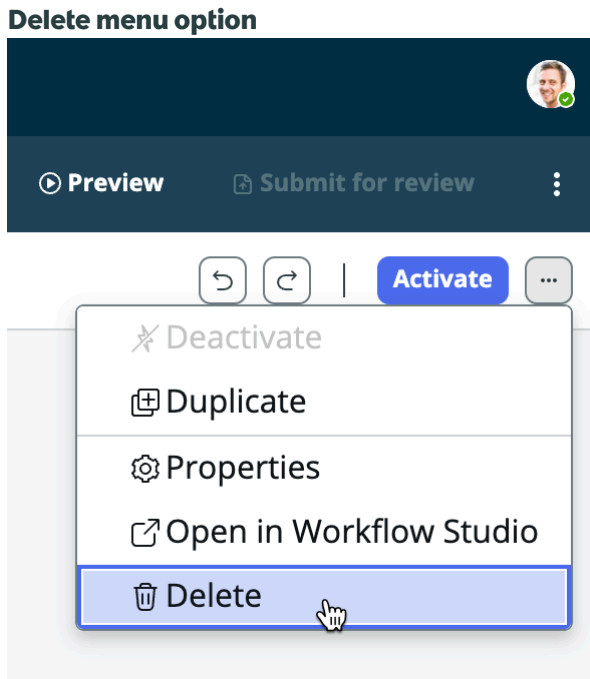 Delete menu option
Preview
Submit for review
Activate
Deactivate
Duplicate
Properties
Open in Workflow Studio
Delete